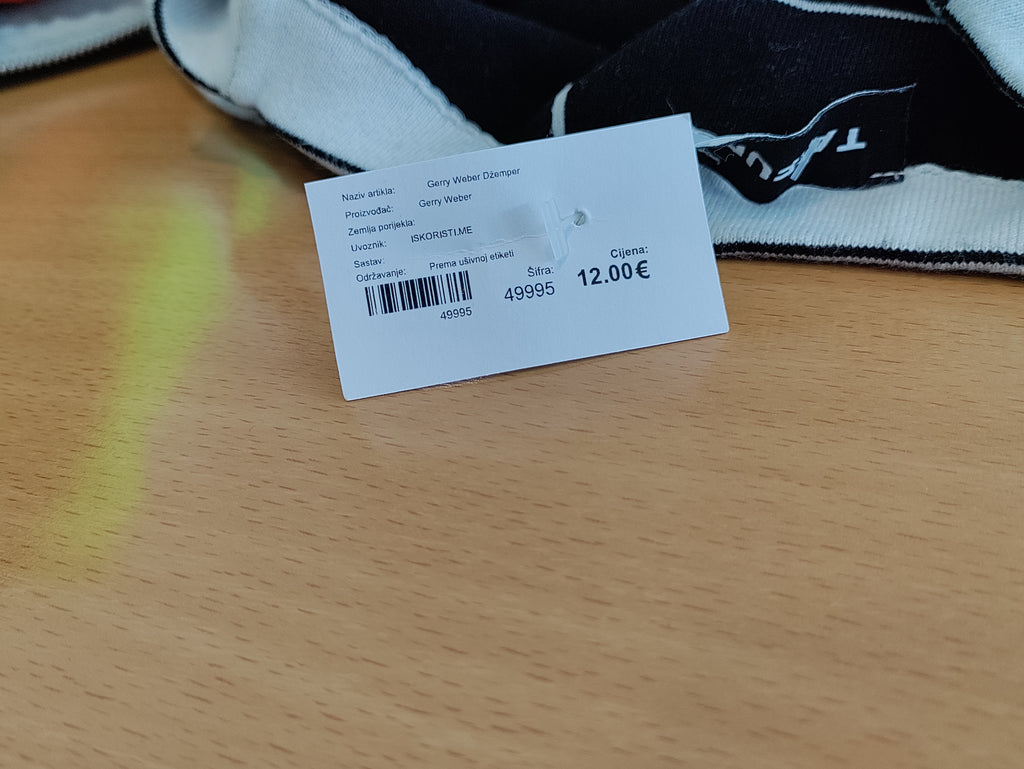 Naziv artikla: Gerry Weber Džemper
Proizvođač: Gerry Weber
Zemlja porijekla:
Uvoznik: ISKORISTI.ME
Sastav:
Održavanje: Prema ušivnoj etiketi
49995
Šifra:
49995
Cijena:
12.00€